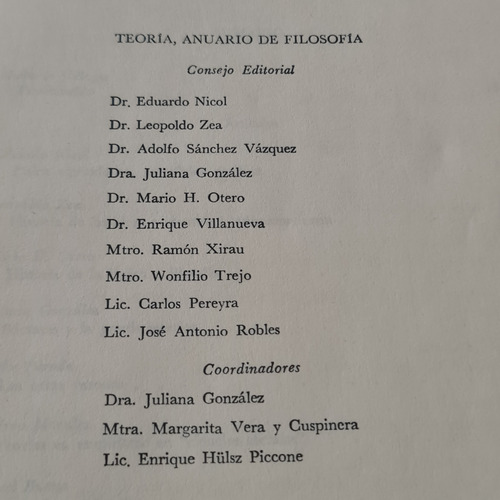 TEORÍA, ANUARIO DE FILOSOFÍA
Consejo Editorial
Dr. Eduardo Nicol
Dr. Leopoldo Zea
Dr. Adolfo Sánchez Vázquez
Dra. Juliana González
Dr. Mario H. Otero
Dr. Enrique Villanueva
Mtro. Ramón Xirau
Mtro. Wonfilio Trejo
Lic. Carlos Pereyra
Lic. José Antonio Robles
Coordinadores
Dra. Juliana González
Mtra. Margarita Vera y Cuspinera
Lic. Enrique Hülsz Piccone